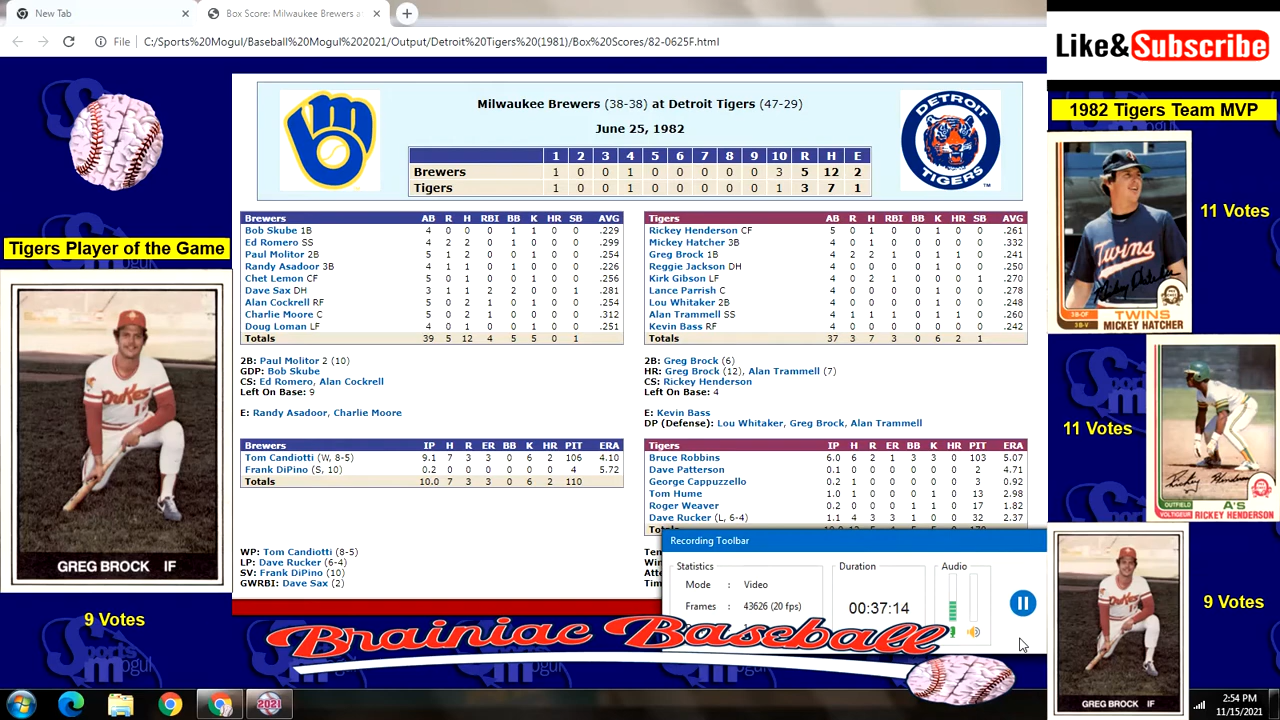 New Tab
Box Score: Milwaukee Brewers a
File C:/Sports%20Mogul/Baseball%20Mogul%202021/Output/Detroit%20Tigers%20(1981)/Box%20Scores/82-0625F.html
Like& Subscribe
Milwaukee Brewers (38-38) at Detroit Tigers (47-29)
June 25, 1982
1 2 3 4 5 6 7 8 9 10 R H E
Brewers 1 0 0 1 0 0 0 0 0 3 5 12 2
Tigers 1 0 0 1 0 0 0 0 0 1 3 7 1
DETROIT
TIGERS
1982 Tigers Team MVP
Tigers Player of the Game
Brewers AB R H RBI BB K HR SB AVG
Bob Skube 1B 4 0 0 1 1 1 0 0 .229
Ed Romero SS 4 2 2 0 1 0 0 0 .299
Paul Molitor 2B 5 1 2 0 0 0 0 0 .254
Randy Asadoor 3B 4 1 1 0 1 0 0 0 .226
Chet Lemon CF 5 0 1 0 0 1 0 0 .256
Dave Sax DH 3 1 1 2 2 0 0 1 .281
Alan Cockrell RF 5 0 2 1 0 1 0 0 .254
Charlie Moore C 5 0 2 0 0 1 0 0 .312
Doug Loman LF 4 0 1 0 0 1 0 0 .251
Totals 39 5 12 4 5 5 0 1
Tigers AB R H RBI BB K HR SB AVG
Rickey Henderson CF 5 0 1 0 0 0 0 0 .261
Mickey Hatcher 3B 4 0 1 0 0 1 0 0 .332
Greg Brock 1B 4 2 2 1 0 1 1 0 .241
Reggie Jackson DH 4 0 0 0 0 1 0 0 .250
Kirk Gibson LF 4 0 2 1 0 0 0 1 .270
Lance Parrish C 4 0 0 0 0 1 0 0 .278
Lou Whitaker 2B 4 0 0 0 0 1 0 0 .248
Alan Trammell SS 4 1 1 1 0 0 1 0 .260
Kevin Bass RF 4 0 0 0 0 1 0 0 .242
Totals 37 3 7 3 0 6 2 1
2B: Paul Molitor 2 (10)
GDP: Bob Skube
CS: Ed Romero, Alan Cockrell
Left On Base: 9
E: Randy Asadoor, Charlie Moore
2B: Greg Brock (6)
HR: Greg Brock (12), Alan Trammell (7)
CS: Rickey Henderson
Left On Base: 4
E: Kevin Bass
DP (Defense): Lou Whitaker, Greg Brock, Alan Trammell
Brewers IP H R ER BB K HR PIT ERA
Tom Candiotti (W, 8-5) 9.1 7 3 3 0 6 2 106 4.10
Frank DiPino (S, 10) 0.2 0 0 0 0 0 0 4 5.72
Totals 10.0 7 3 3 0 6 2 110
Tigers IP H R ER BB K HR PIT ERA
Bruce Robbins 6.0 6 2 1 3 3 0 103 5.07
Dave Patterson 0.1 0 0 0 0 0 0 2 4.71
George Cappuzzello 0.2 1 0 0 0 0 0 3 0.92
Tom Hume 1.0 1 0 0 0 1 0 13 2.98
Roger Weaver 0.2 0 0 0 1 1 0 17 1.82
Dave Rucker (L, 6-4) 1.1 4 3 3 1 0 0 32 2.37
WP: Tom Candiotti (8-5)
LP: Dave Rucker (6-4)
SV: Frank DiPino (10)
GWRBI: Dave Sax (2)
Recording Toolbar
Statistics
Mode : Video
Frames : 43626 (20 fps)
Duration
00:37:14
Audio
Brainiac Baseball
Dukes
GREG BROCK IF
9 Votes
Twins
3B-OF
3B-V
TWINS
MICKEY HATCHER
11 Votes
11 Votes
OUTFIELD
VOLTIGEUR
A'S
RICKEY HENDERSON
Dukes
GREG BROCK IF
9 Votes
2021
2:54 PM
11/15/2021